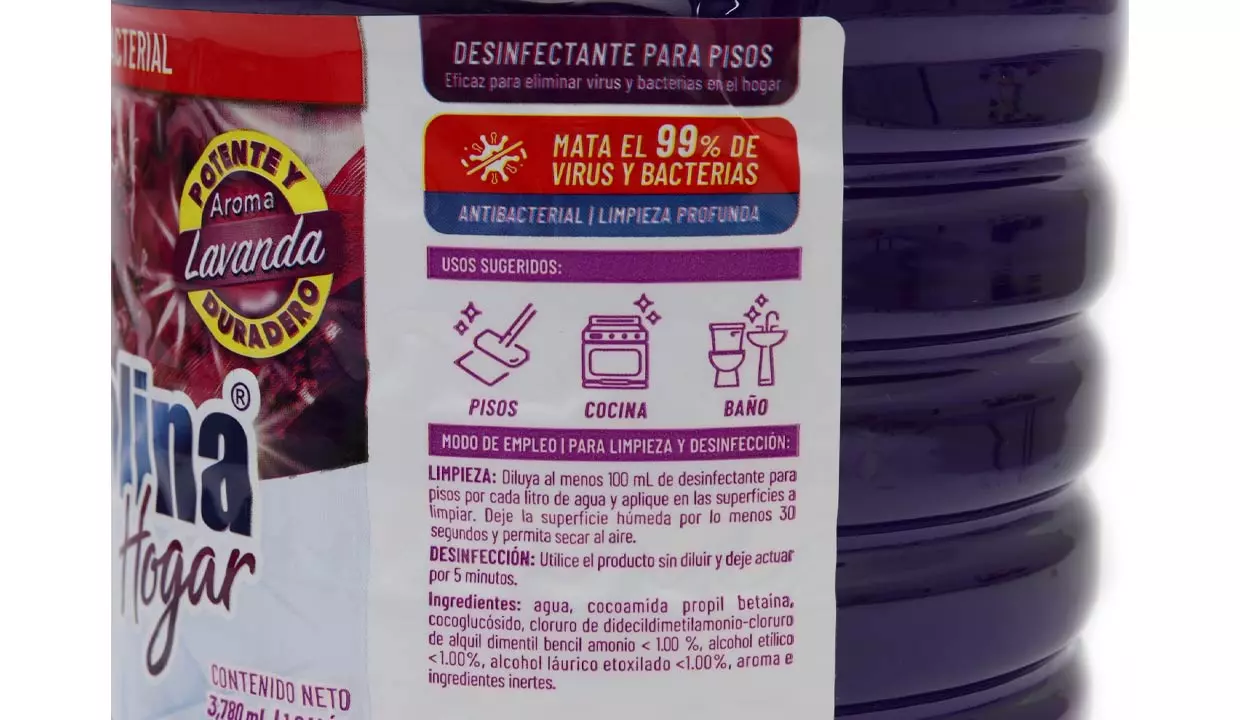 POTENTE Y
Aroma
Lavanda
DURADERO
Hogar
CONTENIDO NETO
3,780 mL
DESINFECTANTE PARA PISOS
Eficaz para eliminar virus y bacterias en el hogar
MATA EL 99% DE
VIRUS Y BACTERIAS
ANTIBACTERIAL | LIMPIEZA PROFUNDA
USOS SUGERIDOS:
PISOS COCINA BAÑO
MODO DE EMPLEO | PARA LIMPIEZA Y DESINFECCIÓN:
LIMPIEZA: Diluya al menos 100 mL de desinfectante para
pisos por cada litro de agua y aplique en las superficies a
limpiar. Deje la superficie húmeda por lo menos 30
segundos y permita secar al aire.
DESINFECCIÓN: Utilice el producto sin diluir y deje actuar
por 5 minutos.
Ingredientes: agua, cocoamida propil betaina,
cocoglucósido, cloruro de didecildimetilamonio-cloruro
de alquil dimentil bencil amonio < 1.00 %, alcohol etílico
<1.00%, alcohol láurico etoxilado <1.00%, aroma e
ingredientes inertes.